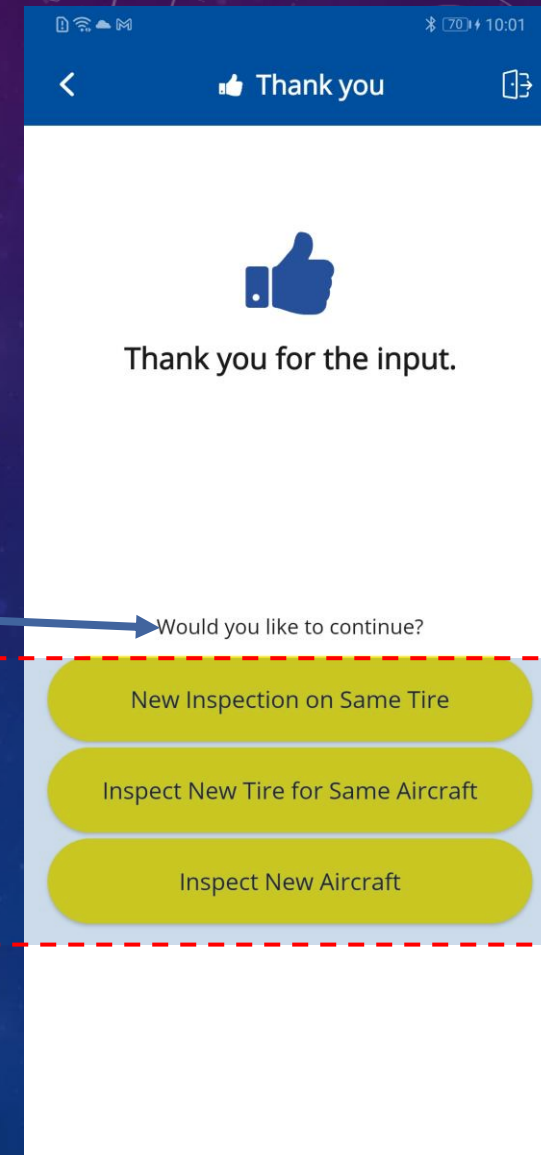 70 10:01
Thank you
Thank you for the input.
Would you like to continue?
New Inspection on Same Tire
Inspect New Tire for Same Aircraft
Inspect New Aircraft